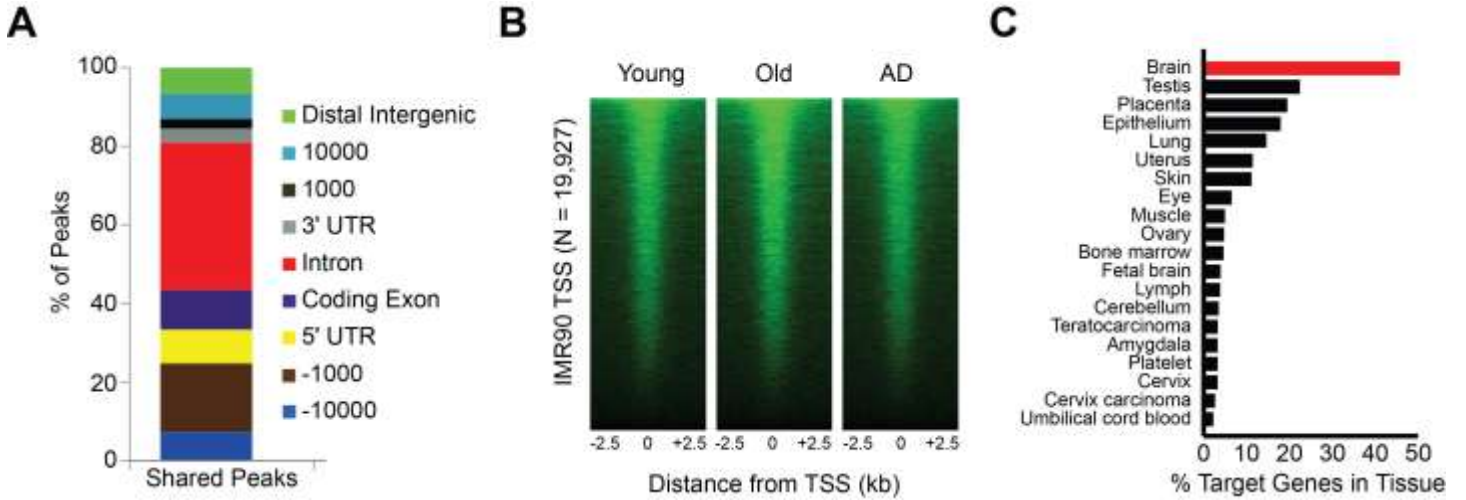 A
100
80
60
40
20
0
% of Peaks
Shared Peaks
Distal Intergenic
10000
1000
3' UTR
Intron
Coding Exon
5' UTR
-1000
-10000
B
Young Old AD
IMR90 TSS (N = 19,927)
-2.5 0 +2.5 -2.5 0 +2.5 -2.5 0 +2.5
Distance from TSS (kb)
C
Brain
Testis
Placenta
Epithelium
Lung
Uterus
Skin
Eye
Muscle
Ovary
Bone marrow
Fetal brain
Lymph
Cerebellum
Teratocarcinoma
Amygdala
Platelet
Cervix
Cervix carcinoma
Umbilical cord blood
0 10 20 30 40 50
% Target Genes in Tissue